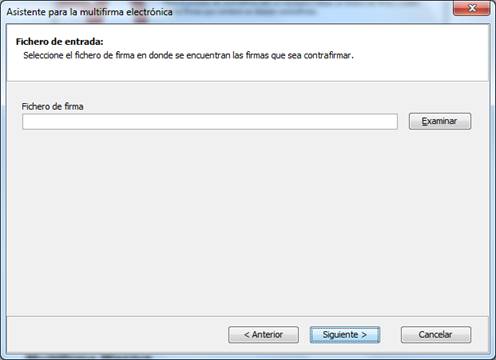 Asistente para la multifirma electrónica
Fichero de entrada:
Seleccione el fichero de firma en donde se encuentran las firmas que sea contrafirmar.
Fichero de firma
Examinar
< Anterior
Siguiente >
Cancelar